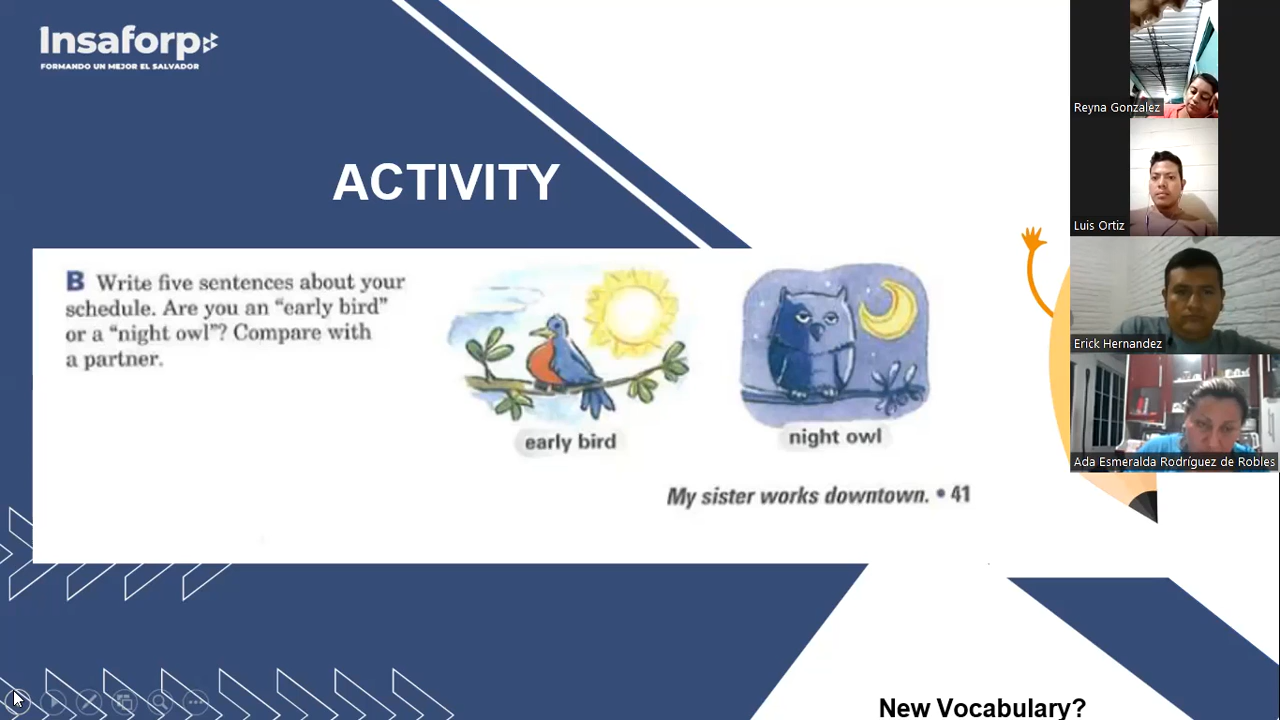 Insaforp
FORMANDO UN MEJOR EL SALVADOR
ACTIVITY
B Write five sentences about your
schedule. Are you an “early bird”
or a “night owl”? Compare with
a partner.
early bird
night owl
My sister works downtown. • 41
New Vocabulary?
Reyna Gonzalez
Luis Ortiz
Erick Hernandez
Ada Esmeralda Rodríguez de Robles